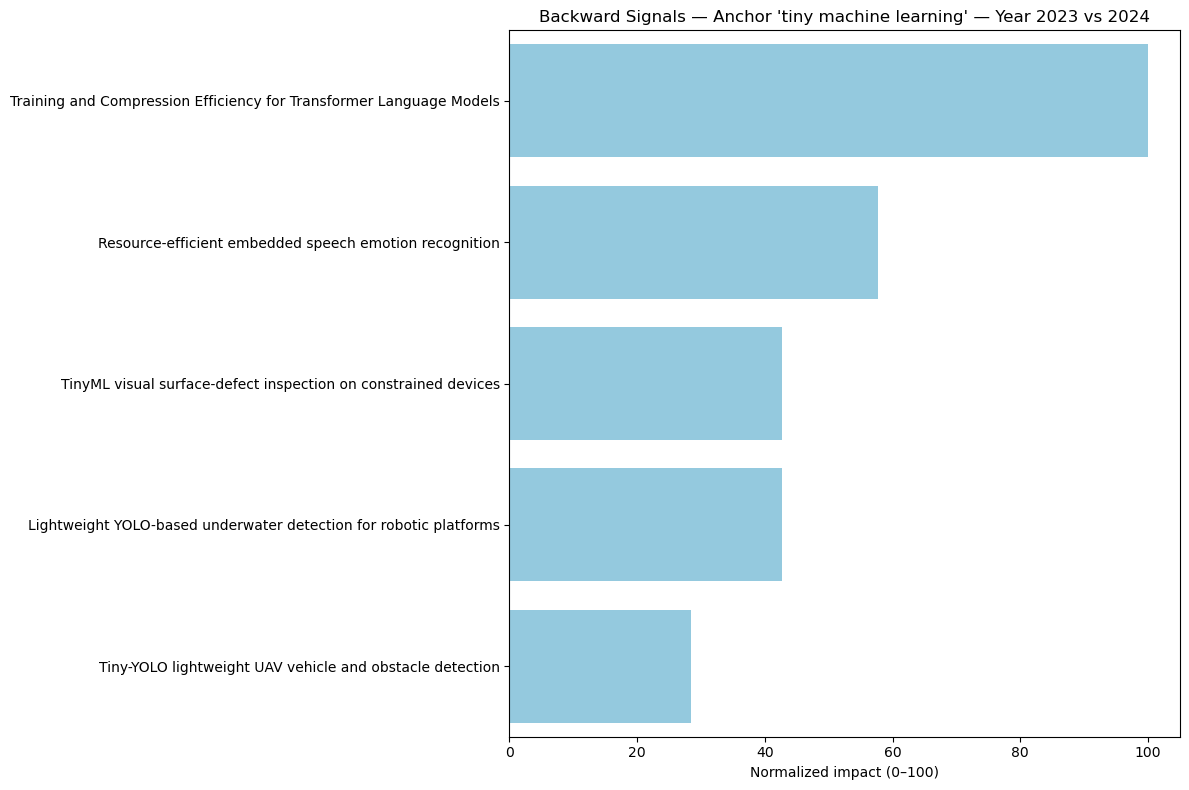 Backward Signals — Anchor 'tiny machine learning' — Year 2023 vs 2024
Training and Compression Efficiency for Transformer Language Models
Resource-efficient embedded speech emotion recognition
TinyML visual surface-defect inspection on constrained devices
Lightweight YOLO-based underwater detection for robotic platforms
Tiny-YOLO lightweight UAV vehicle and obstacle detection
0 20 40 60 80 100
Normalized impact (0–100)